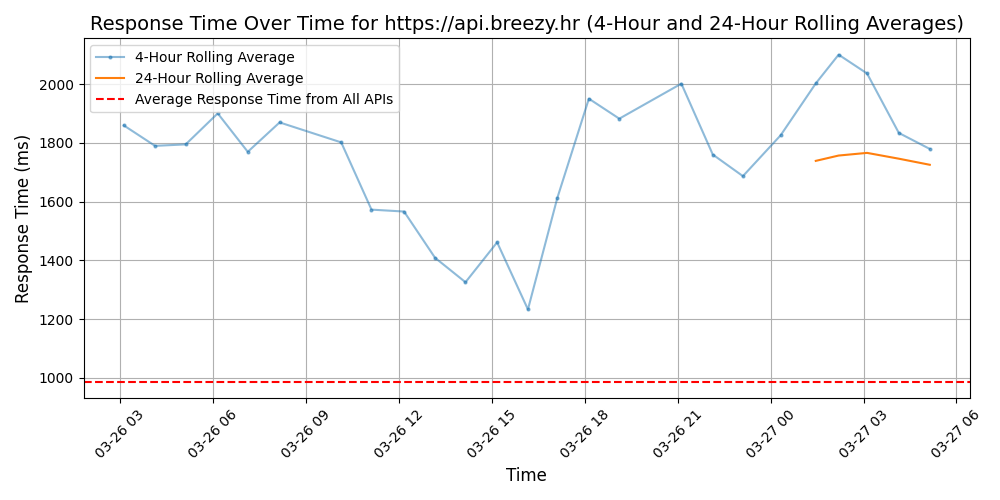 Response Time Over Time for https://api.breezy.hr (4-Hour and 24-Hour Rolling Averages)
4-Hour Rolling Average
24-Hour Rolling Average
Average Response Time from All APIs
Response Time (ms)
2000
1800
1600
1400
1200
1000
03-26 03
03-26 06
03-26 09
03-26 12
03-26 15
03-26 18
03-26 21
03-27 00
03-27 03
03-27 06
Time